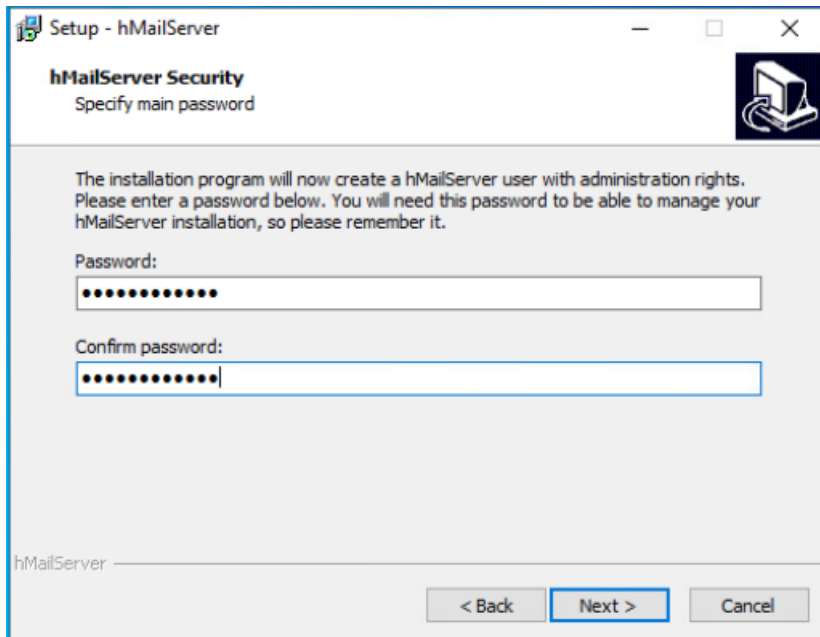 Setup - hMailServer
hMailServer Security
Specify main password
The installation program will now create a hMailServer user with administration rights.
Please enter a password below. You will need this password to be able to manage your
hMailServer installation, so please remember it.
Password:
••••••••••••
Confirm password:
••••••••••••
hMailServer
< Back
Next >
Cancel